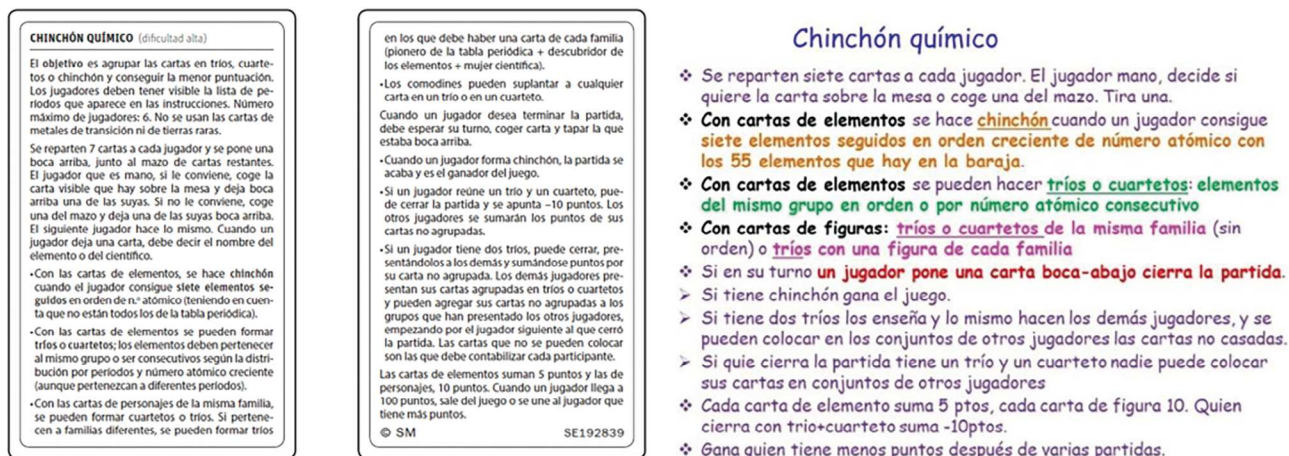 CHINCHÓN QUÍMICO (dificultad alta)
El objetivo es agrupar las cartas en tríos, cuarte-
tos o chinchón y conseguir la menor puntuación.
Los jugadores deben tener visible la lista de pe-
ríodos que aparece en las instrucciones. Número
máximo de jugadores: 6. No se usan las cartas de
metales de transición ni de tierras raras.
Se reparten 7 cartas a cada jugador y se pone una
boca arriba, junto al mazo de cartas restantes.
El jugador que es mano, si le conviene, coge la
carta visible que hay sobre la mesa y deja boca
arriba una de las suyas. Si no le conviene, coge
una del mazo y deja una de las suyas boca arriba.
El siguiente jugador hace lo mismo. Cuando un
jugador deja una carta, debe decir el nombre del
elemento o del científico.
•Con las cartas de elementos, se hace chinchón
cuando el jugador consigue siete elementos se-
guidos en orden de n.º atómico (teniendo en cuen-
ta que no están todos los de la tabla periódica).
•Con las cartas de elementos se pueden formar
tríos o cuartetos; los elementos deben pertenecer
al mismo grupo o ser consecutivos según la distri-
bución por períodos y número atómico creciente
(aunque pertenezcan a diferentes períodos).
•Con las cartas de personajes de la misma familia,
se pueden formar cuartetos o tríos. Si pertene-
cen a familias diferentes, se pueden formar tríos
en los que debe haber una carta de cada familia
(pionero de la tabla periódica + descubridor de
los elementos + mujer científica).
•Los comodines pueden suplantar a cualquier
carta en un trío o en un cuarteto.
Cuando un jugador desea terminar la partida,
debe esperar su turno, coger carta y tapar la que
estaba boca arriba.
•Cuando un jugador forma chinchón, la partida se
acaba y es el ganador del juego.
•Si un jugador reúne un trío y un cuarteto, pue-
de cerrar la partida y se apunta –10 puntos. Los
otros jugadores se sumarán los puntos de sus
cartas no agrupadas.
•Si un jugador tiene dos tríos, puede cerrar, pre-
sentándolos a los demás y sumándose puntos por
su carta no agrupada. Los demás jugadores pre-
sentan sus cartas agrupadas en tríos o cuartetos
y pueden agregar sus cartas no agrupadas a los
grupos que han presentado los otros jugadores,
empezando por el jugador siguiente al que cerró
la partida. Las cartas que no se pueden colocar
son las que debe contabilizar cada participante.
Las cartas de elementos suman 5 puntos y las de
personajes, 10 puntos. Cuando un jugador llega a
100 puntos, sale del juego o se une al jugador que
tiene más puntos.
© SM SE192839
Chinchón químico
❖ Se reparten siete cartas a cada jugador. El jugador mano, decide si
quiere la carta sobre la mesa o coge una del mazo. Tira una.
❖ Con cartas de elementos se hace chinchón cuando un jugador consigue
siete elementos seguidos en orden creciente de número atómico con
los 55 elementos que hay en la baraja.
❖ Con cartas de elementos se pueden hacer tríos o cuartetos: elementos
del mismo grupo en orden o por número atómico consecutivo
❖ Con cartas de figuras: tríos o cuartetos de la misma familia (sin
orden) o tríos con una figura de cada familia
❖ Si en su turno un jugador pone una carta boca-abajo cierra la partida.
➢ Si tiene chinchón gana el juego.
➢ Si tiene dos tríos los enseña y lo mismo hacen los demás jugadores, y se
pueden colocar en los conjuntos de otros jugadores las cartas no casadas.
➢ Si quie cierra la partida tiene un trío y un cuarteto nadie puede colocar
sus cartas en conjuntos de otros jugadores
❖ Cada carta de elemento suma 5 ptos, cada carta de figura 10. Quien
cierra con trio+cuarteto suma -10ptos.
❖ Gana quien tiene menos puntos después de varias partidas.